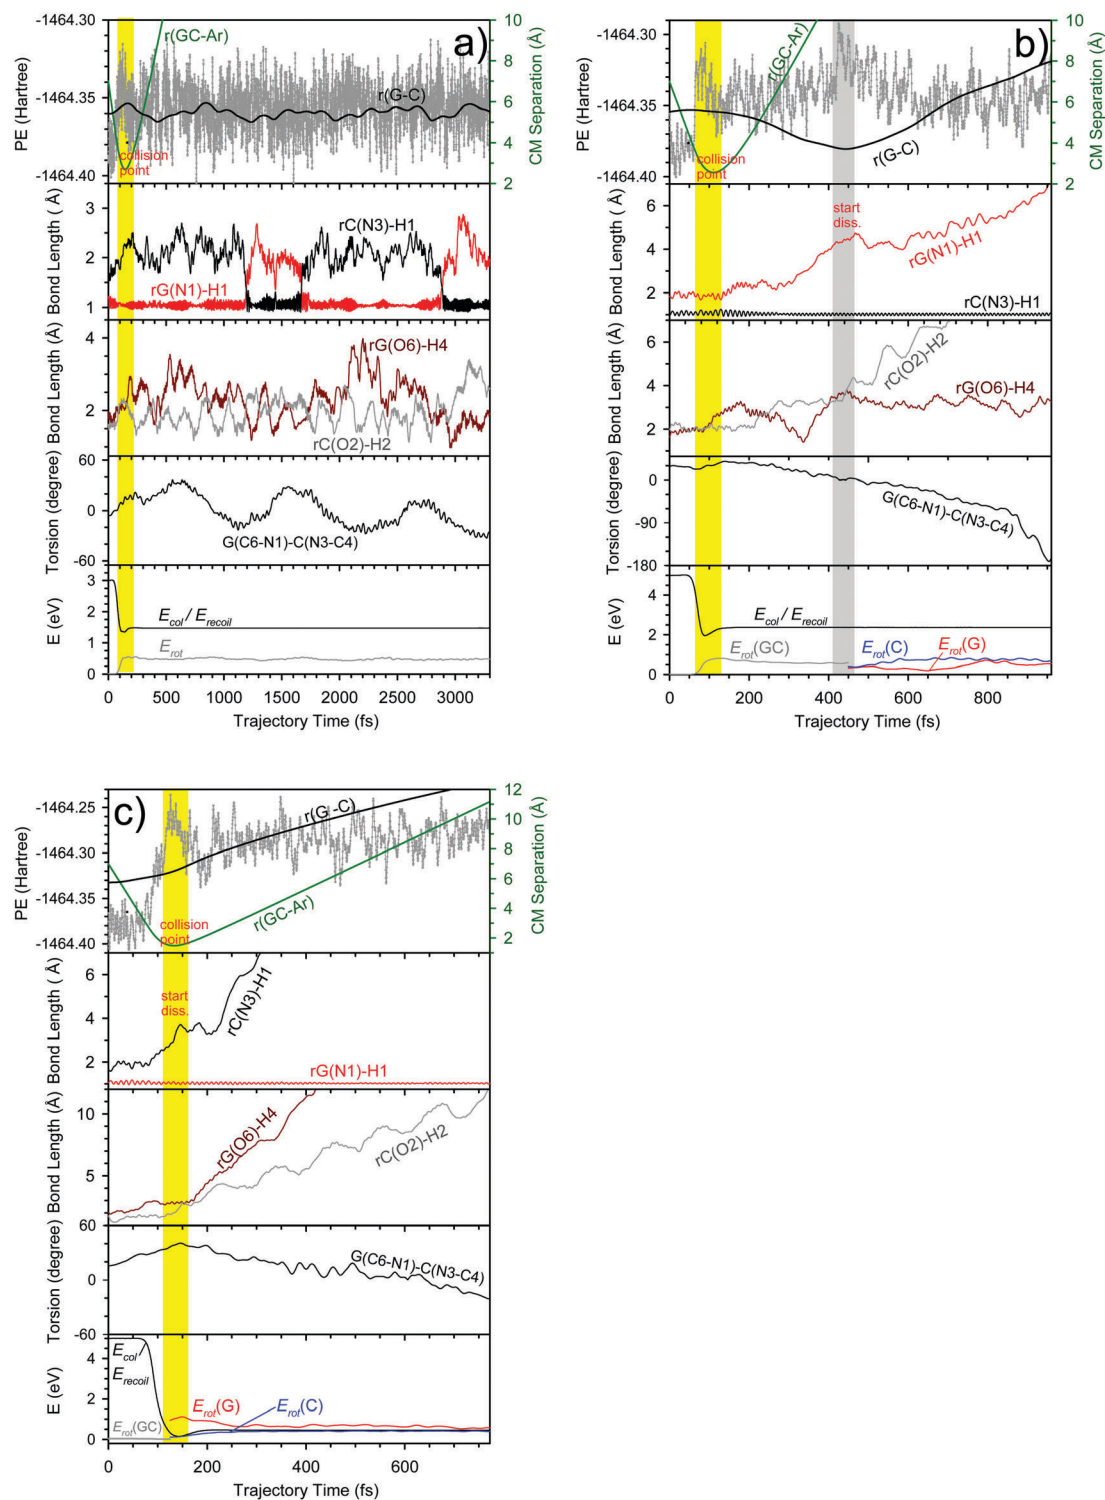 a)
-1464.30
-1464.35
-1464.40
PE (Hartree)
r(GC-Ar)
r(G-C)
collision
point
10
8
6
4
2
CM Separation (Å)
3
2
1
Bond Length (Å)
rC(N3)-H1
rG(N1)-H1
4
2
Bond Length (Å)
rG(O6)-H4
rC(O2)-H2
60
0
-60
Torsion (degree)
G(C6-N1)-C(N3-C4)
3
2
1
0
E (eV)
Ecol / Erecoil
Erot
0 500 1000 1500 2000 2500 3000
Trajectory Time (fs)
b)
-1464.30
-1464.35
-1464.40
PE (Hartree)
r(GC-Ar)
r(G-C)
collision
point
10
8
6
4
2
CM Separation (Å)
6
4
2
Bond Length (Å)
start
diss.
rG(N1)-H1
rC(N3)-H1
6
4
2
Bond Length (Å)
rC(O2)-H2
rG(O6)-H4
0
-90
-180
Torsion (degree)
G(C6-N1)-C(N3-C4)
4
2
0
E (eV)
Ecol / Erecoil
Erot(GC)
Erot(C)
Erot(G)
0 200 400 600 800
Trajectory Time (fs)
c)
-1464.25
-1464.30
-1464.35
-1464.40
PE (Hartree)
r(G-C)
r(GC-Ar)
collision
point
12
10
8
6
4
2
CM Separation (Å)
6
4
2
Bond Length (Å)
start
diss.
rC(N3)-H1
rG(N1)-H1
10
5
Bond Length (Å)
rG(O6)-H4
rC(O2)-H2
60
0
-60
Torsion (degree)
G(C6-N1)-C(N3-C4)
4
2
0
E (eV)
Ecol /
Erecoil
Erot(GC)
Erot(G)
Erot(C)
0 200 400 600
Trajectory Time (fs)